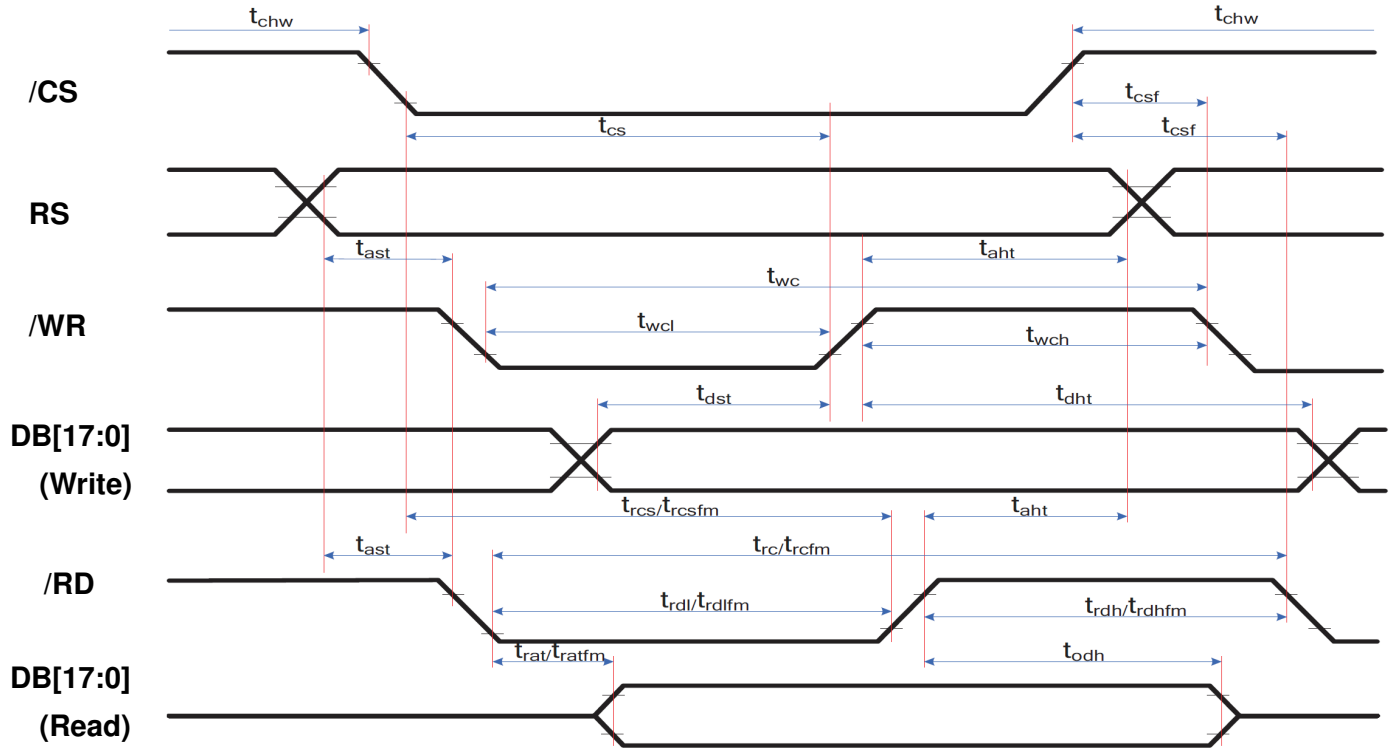 tchw
tchw
/CS
tcsf
tcs
tcsf
RS
tast
taht
twc
/WR
twcl
twch
tdst
tdht
DB[17:0]
(Write)
trcs/trcsfm
taht
tast
trc/trcfm
/RD
trdl/trdlfm
trdh/trdhfm
trat/tratfm
todh
DB[17:0]
(Read)